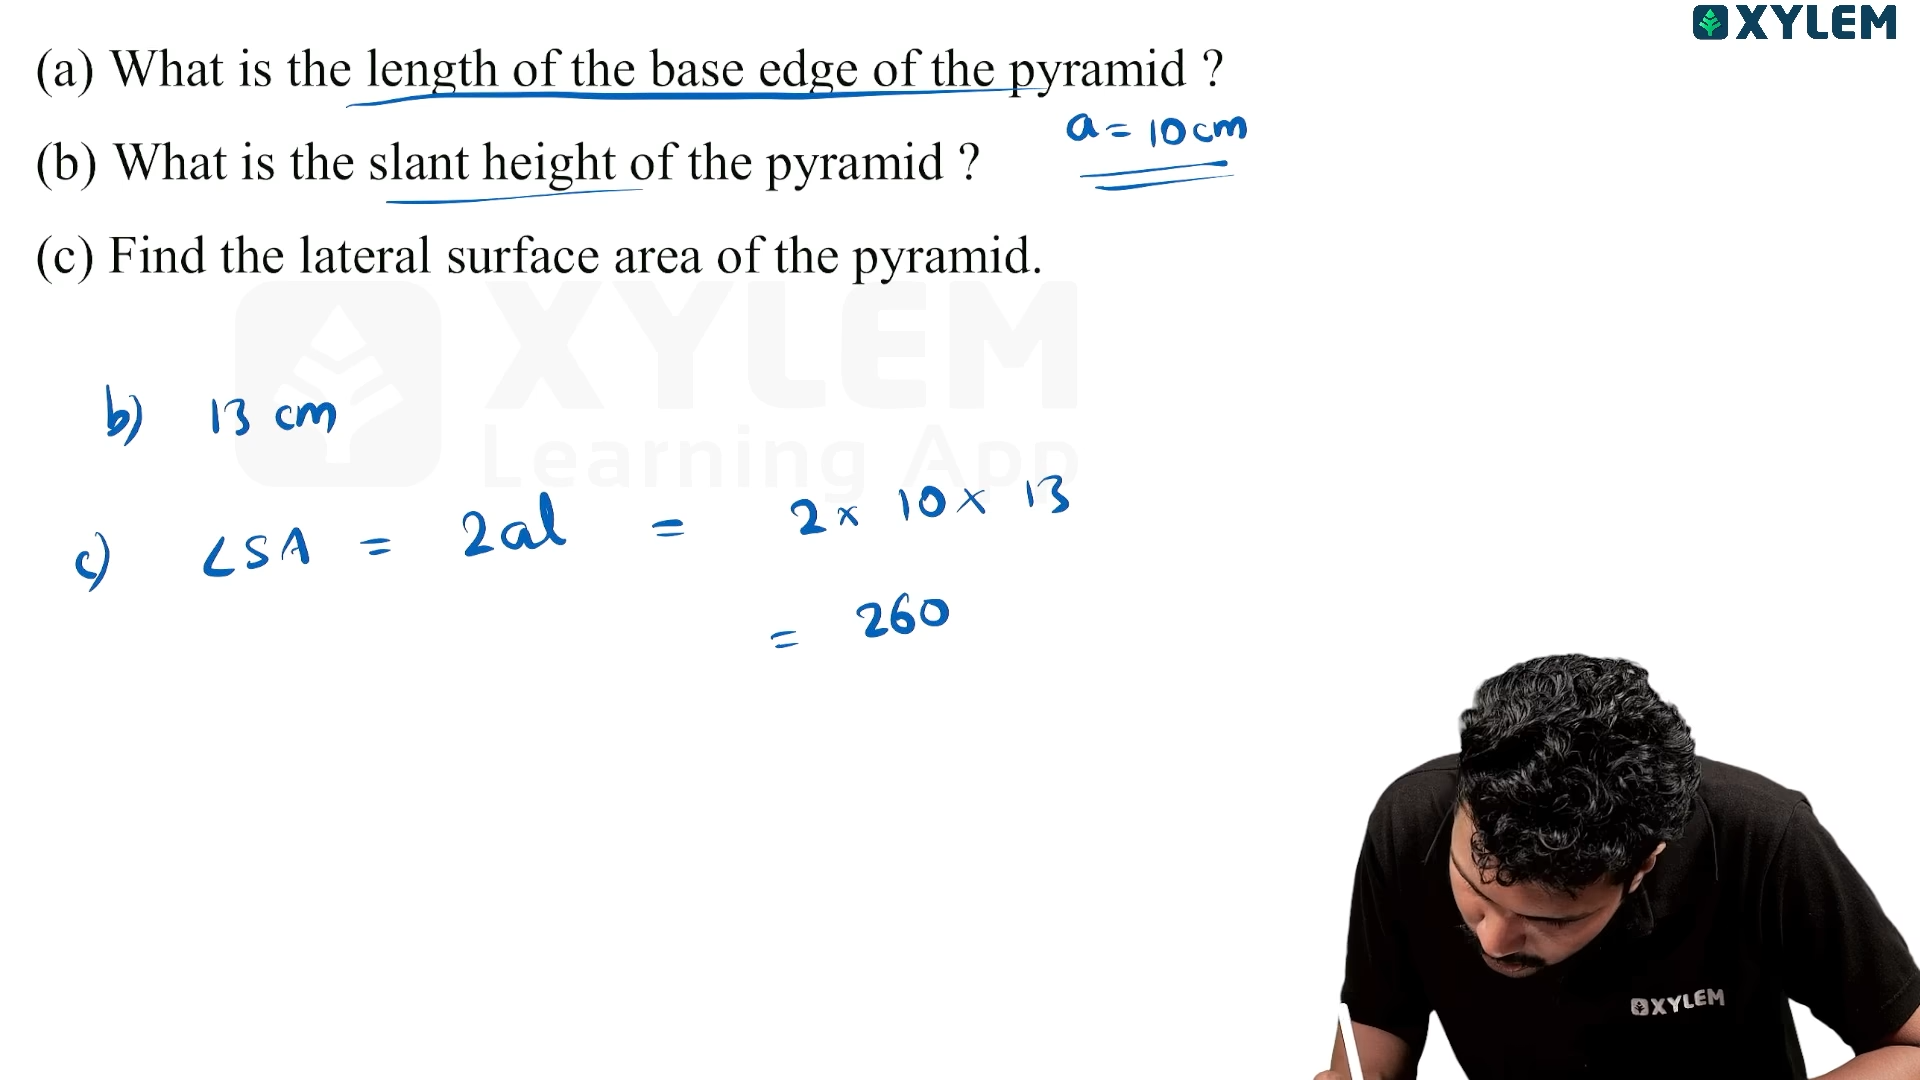 XYLEM
(a) What is the length of the base edge of the pyramid ?
a = 10 cm
(b) What is the slant height of the pyramid ?
(c) Find the lateral surface area of the pyramid.
XYLEM
Learning App
b) 13 cm
c) LSA = 2al = 2 x 10 x 13
= 260
XYLEM